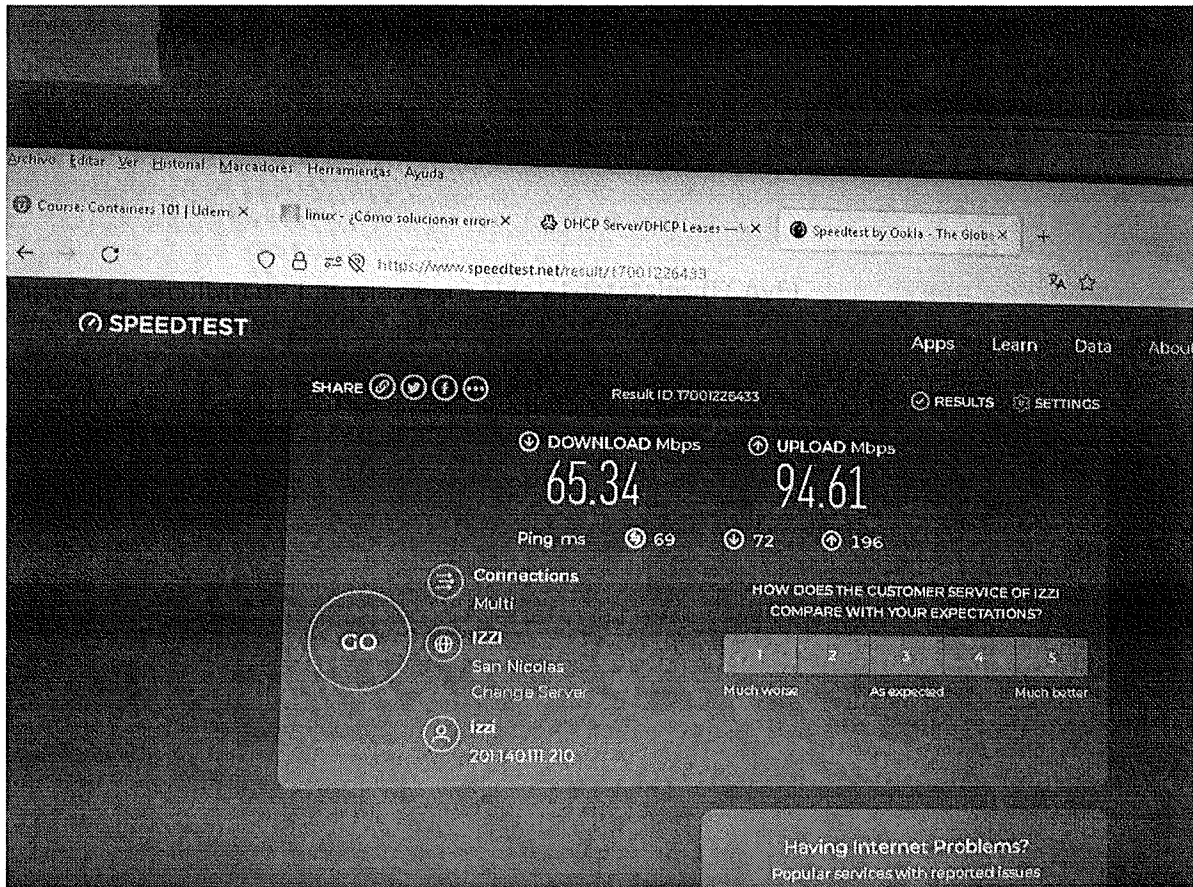 Archivo Editar Ver Historial Marcadores Herramientas Ayuda
Course: Containers 101 | Udem
linux - ¿Cómo solucionar error
DHCP Server/DHCP Leases —
Speedtest by Ookla - The Glob
https://www.speedtest.net/result/17001226433
SPEEDTEST
Apps Learn Data About
SHARE
Result ID 17001226433
RESULTS SETTINGS
DOWNLOAD Mbps UPLOAD Mbps
65.34 94.61
Ping ms 69 72 196
Connections
Multi
HOW DOES THE CUSTOMER SERVICE OF IZZI
COMPARE WITH YOUR EXPECTATIONS?
GO
IZZI
San Nicolas
Change Server
1 2 3 4 5
Much worse As expected Much better
izzi
201.140.111.210
Having Internet Problems?
Popular services with reported issues